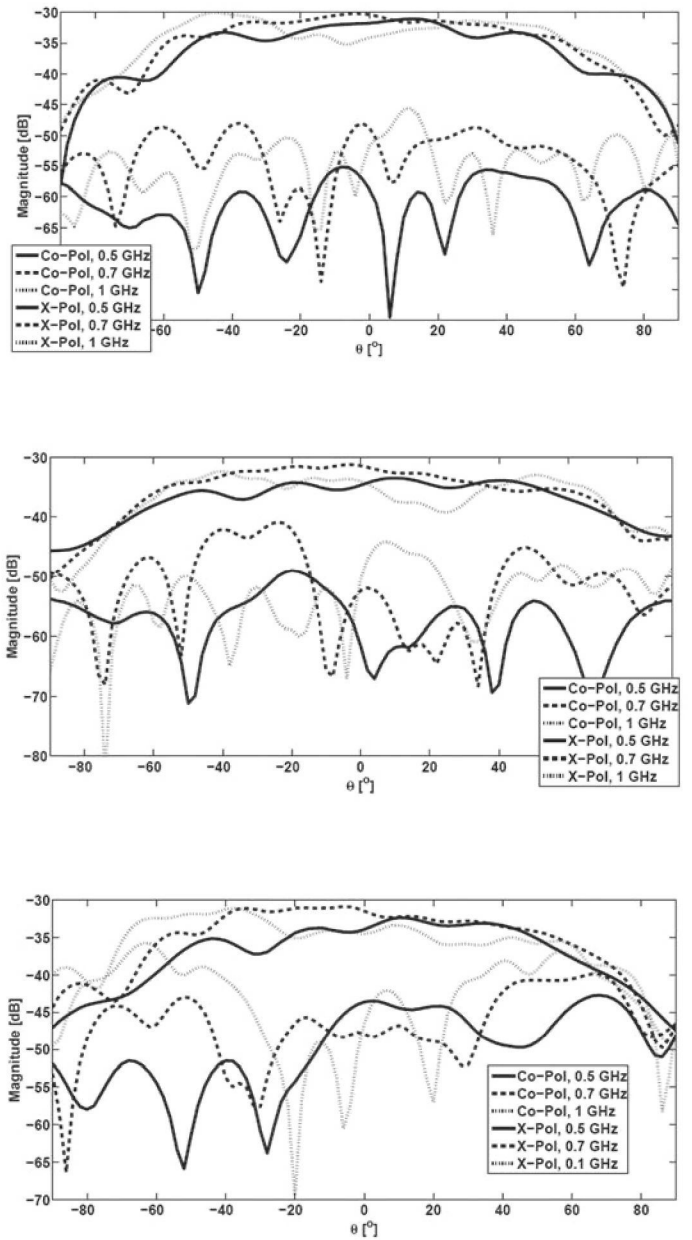 −30
−35
−40
−45
−50
−55
−60
−65
Magnitude [dB]
Co−Pol, 0.5 GHz
Co−Pol, 0.7 GHz
Co−Pol, 1 GHz
X−Pol, 0.5 GHz
X−Pol, 0.7 GHz
X−Pol, 1 GHz
−60 −40 −20 0 20 40 60 80
θ [o]
−30
−40
−50
−60
−70
−80
Magnitude [dB]
Co−Pol, 0.5 GHz
Co−Pol, 0.7 GHz
Co−Pol, 1 GHz
X−Pol, 0.5 GHz
X−Pol, 0.7 GHz
X−Pol, 1 GHz
−80 −60 −40 −20 0 20 40
θ [o]
−30
−35
−40
−45
−50
−55
−60
−65
−70
Magnitude [dB]
Co−Pol, 0.5 GHz
Co−Pol, 0.7 GHz
Co−Pol, 1 GHz
X−Pol, 0.5 GHz
X−Pol, 0.7 GHz
X−Pol, 0.1 GHz
−80 −60 −40 −20 0 20 40 60 80
θ [o]